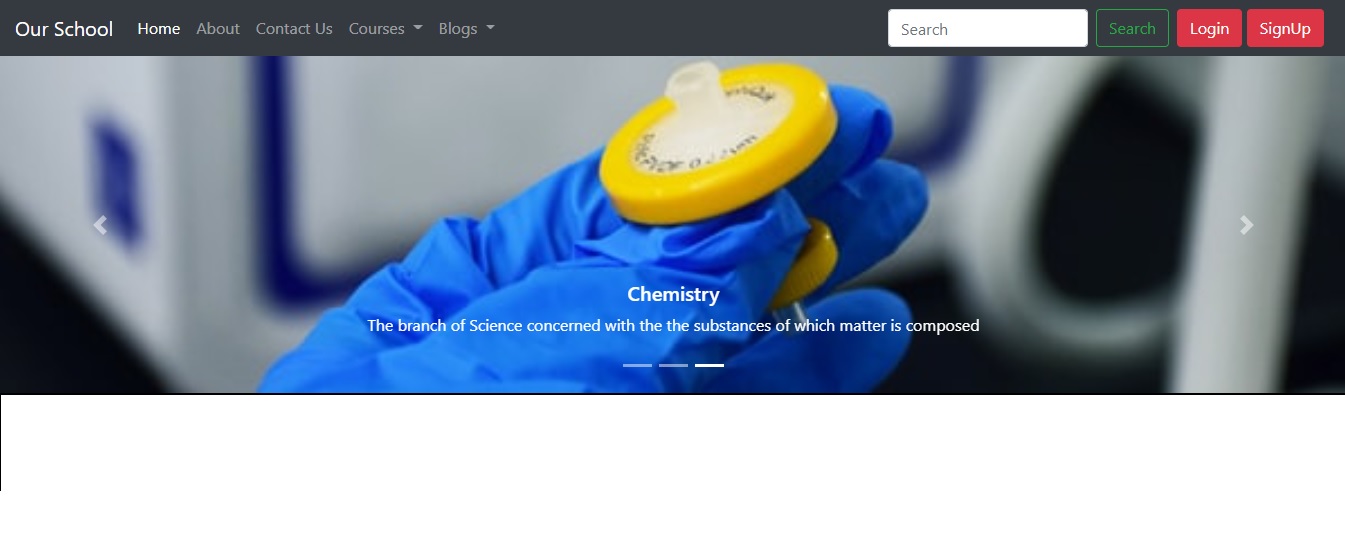 Our School Home About Contact Us Courses Blogs Search Search Login SignUp
Chemistry
The branch of Science concerned with the the substances of which matter is composed